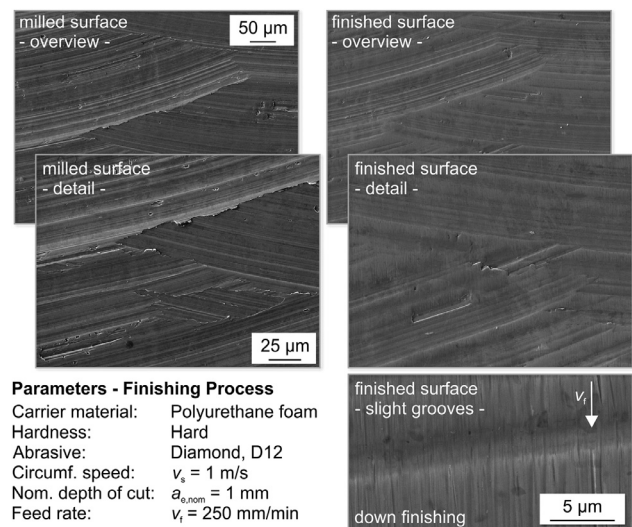 milled surface
- overview -
50 µm
finished surface
- overview -
milled surface
- detail -
25 µm
finished surface
- detail -
Parameters - Finishing Process
Carrier material: Polyurethane foam
Hardness: Hard
Abrasive: Diamond, D12
Circumf. speed: vs = 1 m/s
Nom. depth of cut: ae,nom = 1 mm
Feed rate: vf = 250 mm/min
finished surface
- slight grooves -
vf
down finishing
5 µm